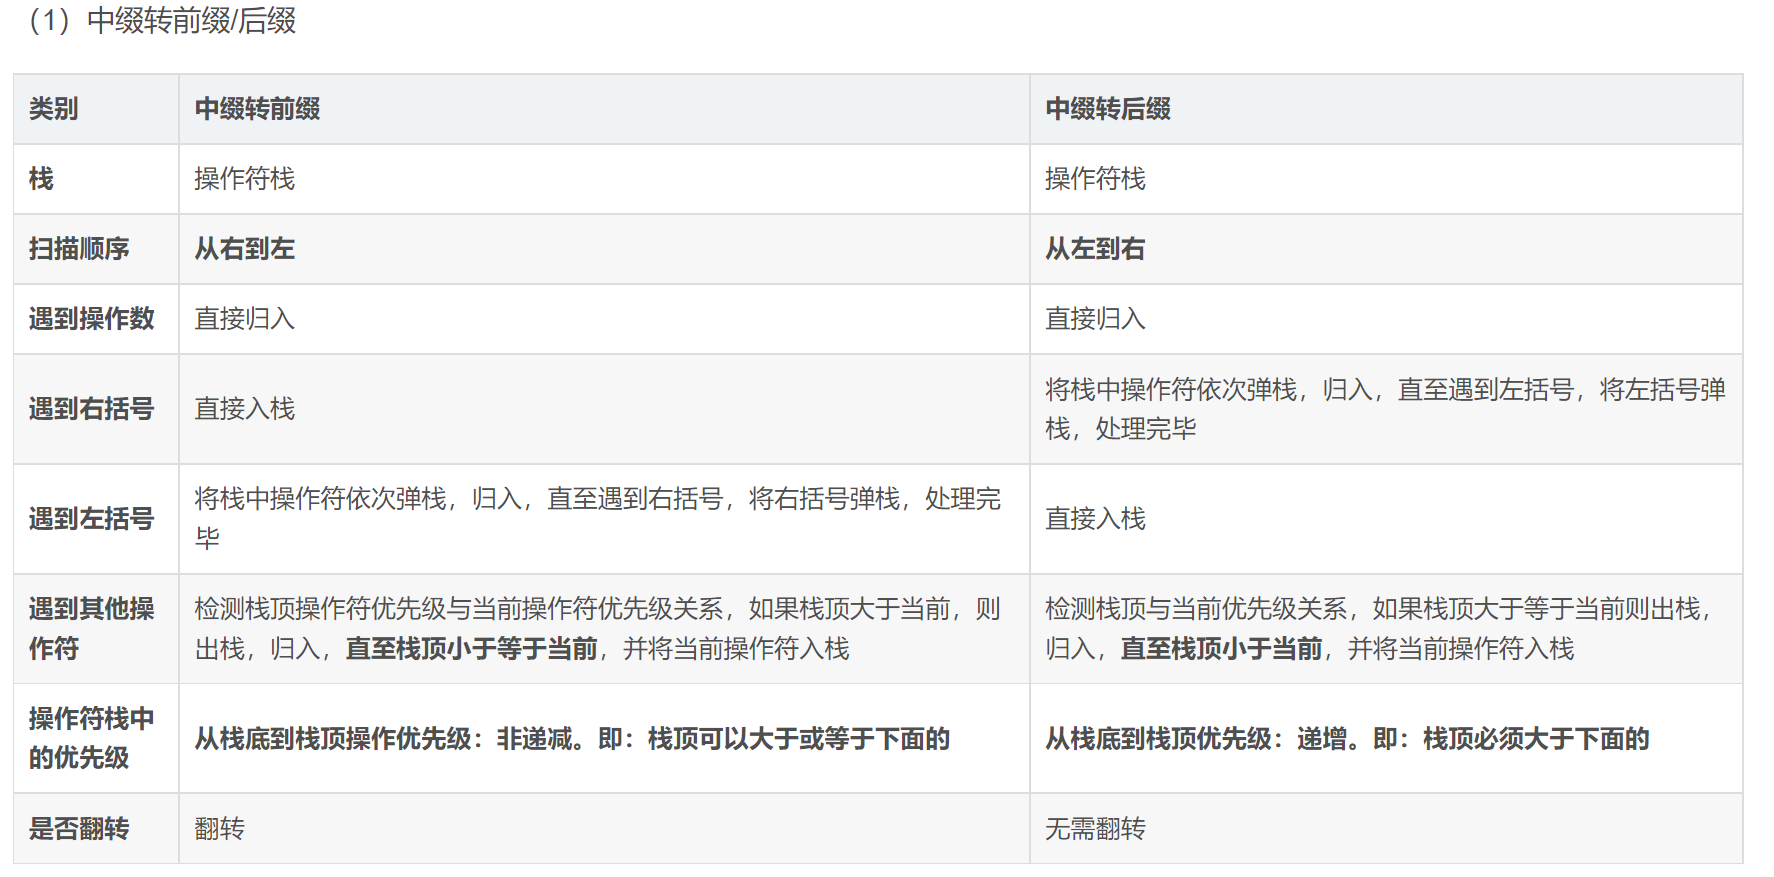 （1）中缀转前缀/后缀
类别 中缀转前缀 中缀转后缀
栈 操作符栈 操作符栈
扫描顺序 从右到左 从左到右
遇到操作数 直接归入 直接归入
遇到右括号 直接入栈 将栈中操作符依次弹栈，归入，直至遇到左括号，将左括号弹
栈，处理完毕
遇到左括号 将栈中操作符依次弹栈，归入，直至遇到右括号，将右括号弹栈，处理完
毕 直接入栈
遇到其他操 检测栈顶操作符优先级与当前操作符优先级关系，如果栈顶大于当前，则 检测栈顶与当前优先级关系，如果栈顶大于等于当前则出栈，
作符 出栈，归入，直至栈顶小于等于当前，并将当前操作符入栈 归入，直至栈顶小于当前，并将当前操作符入栈
操作符栈中
的优先级 从栈底到栈顶操作优先级：非递减。即：栈顶可以大于或等于下面的 从栈底到栈顶优先级：递增。即：栈顶必须大于下面的
是否翻转 翻转 无需翻转